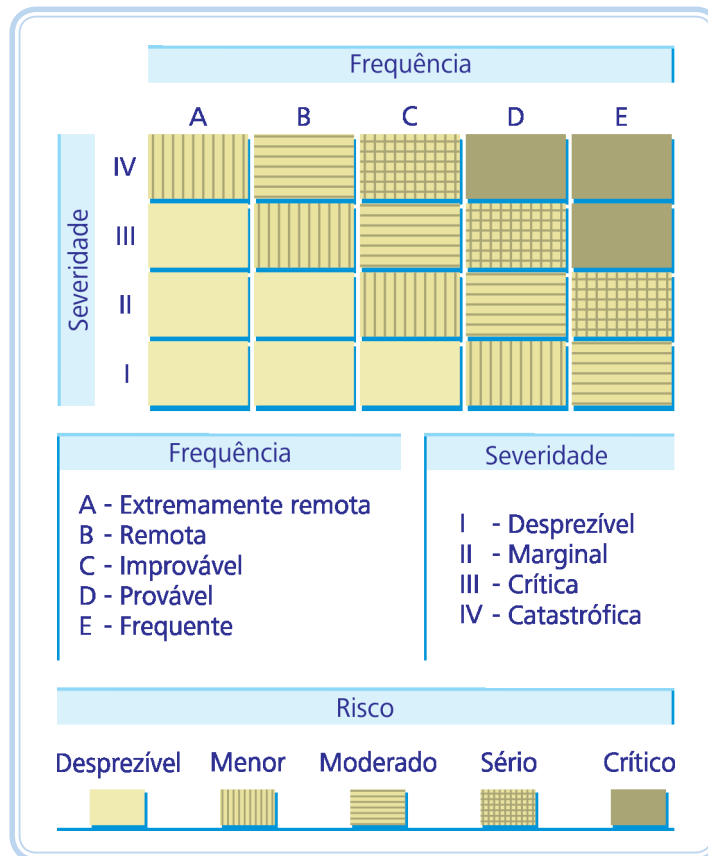 Frequência
A B C D E
Severidade
IV
III
II
I
Frequência
A - Extremamente remota
B - Remota
C - Improvável
D - Provável
E - Frequente
Severidade
I - Desprezível
II - Marginal
III - Crítica
IV - Catastrófica
Risco
Desprezível Menor Moderado Sério Crítico